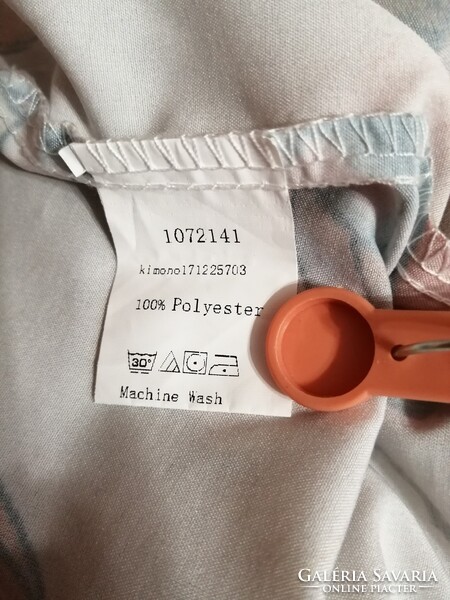 1072141
kimono171225703
100% Polyester
30°
Machine Wash
GALÉRIA SAVARIA
ONLINE PIACTÉR